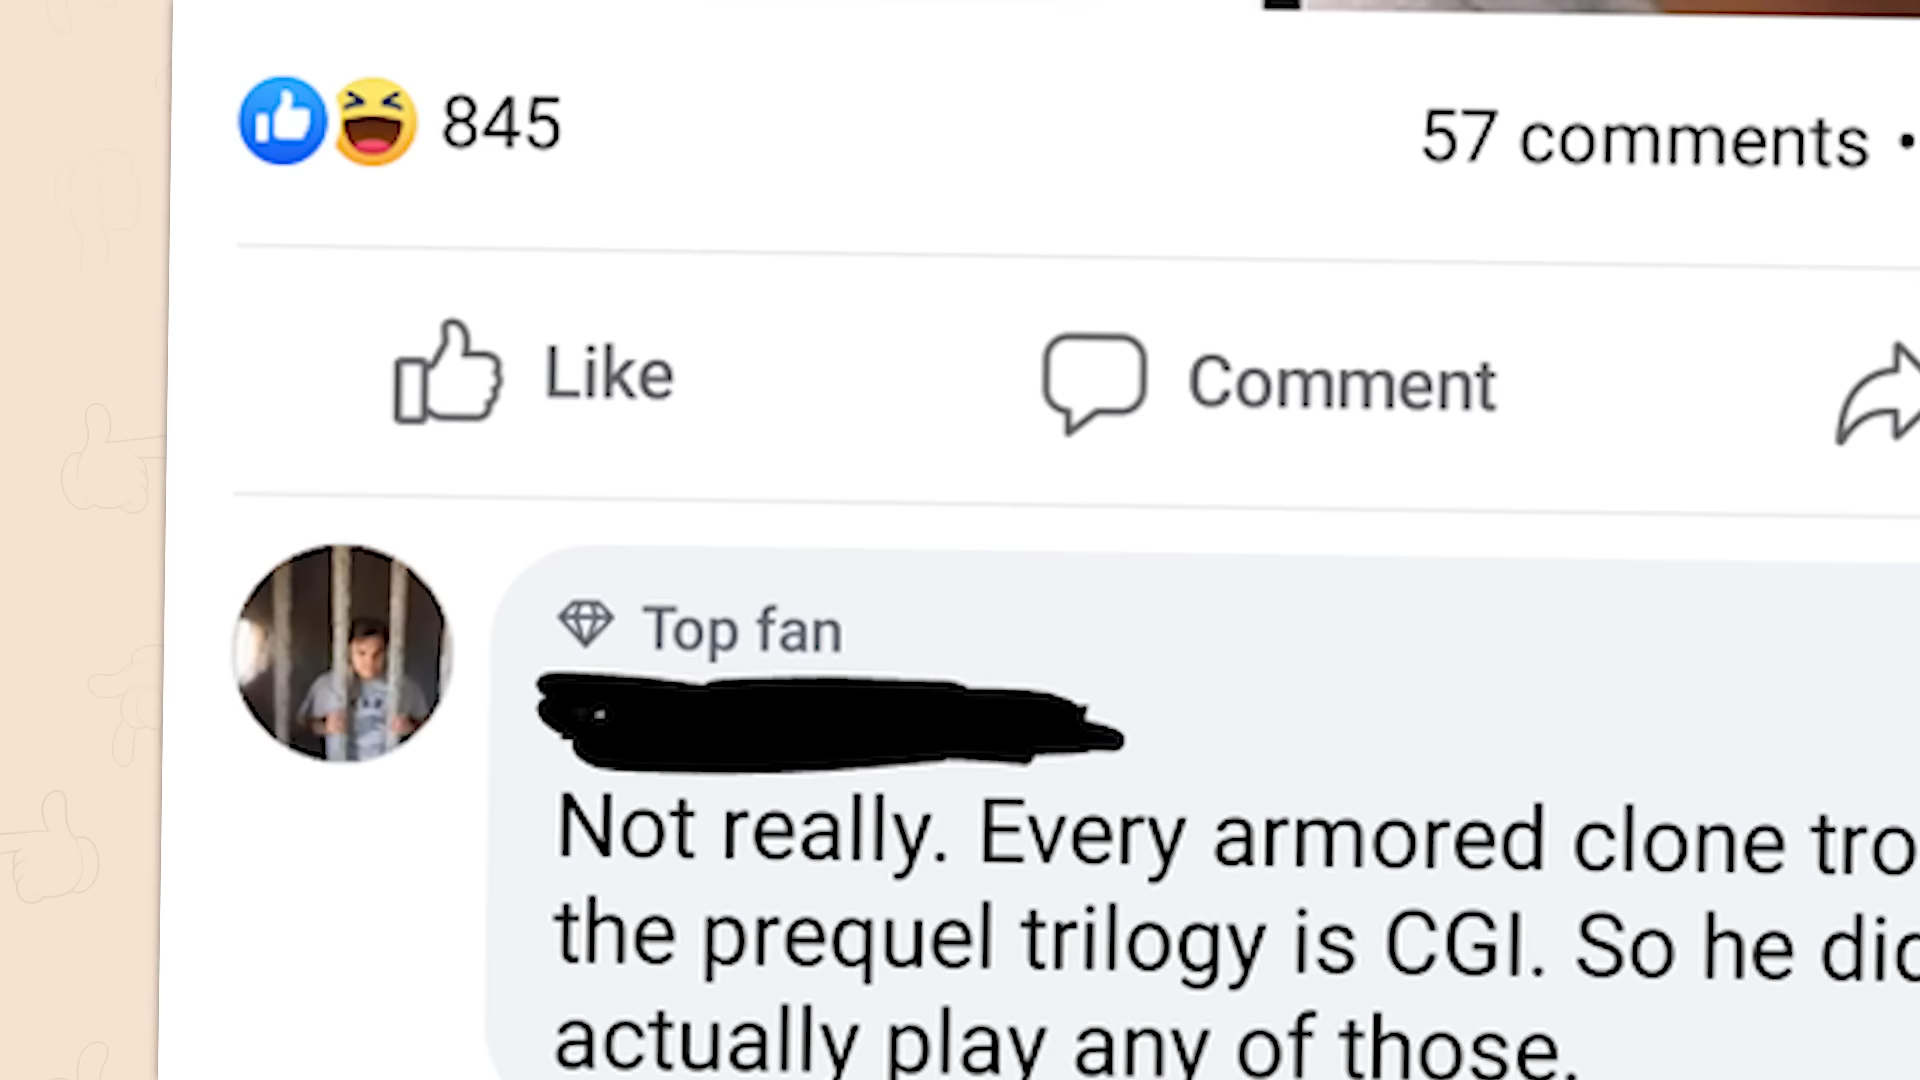 845
57 comments •
Like
Comment
Top fan
Not really. Every armored clone tro
the prequel trilogy is CGI. So he did
actually play any of those.